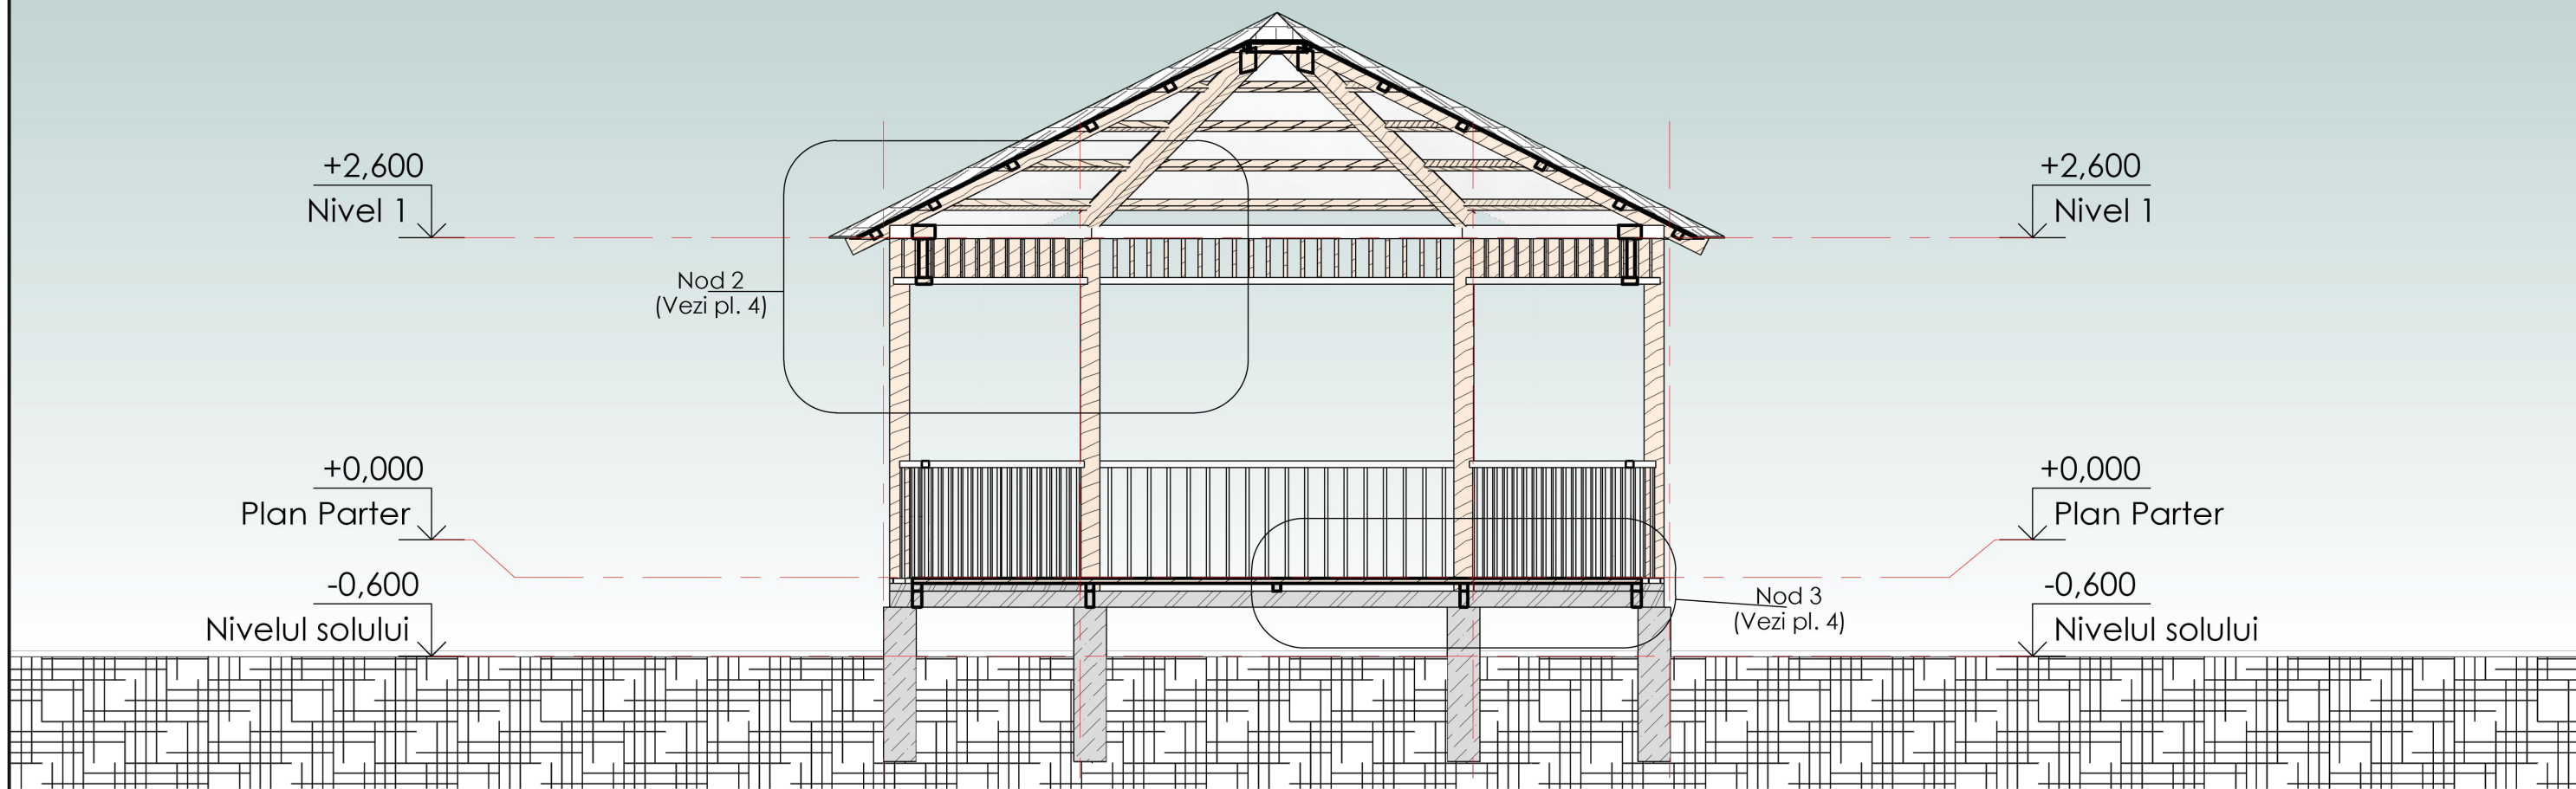 +2,600
Nivel 1
+2,600
Nivel 1
Nod 2
(Vezi pl. 4)
+0,000
Plan Parter
+0,000
Plan Parter
-0,600
Nivelul solului
Nod 3
(Vezi pl. 4)
-0,600
Nivelul solului